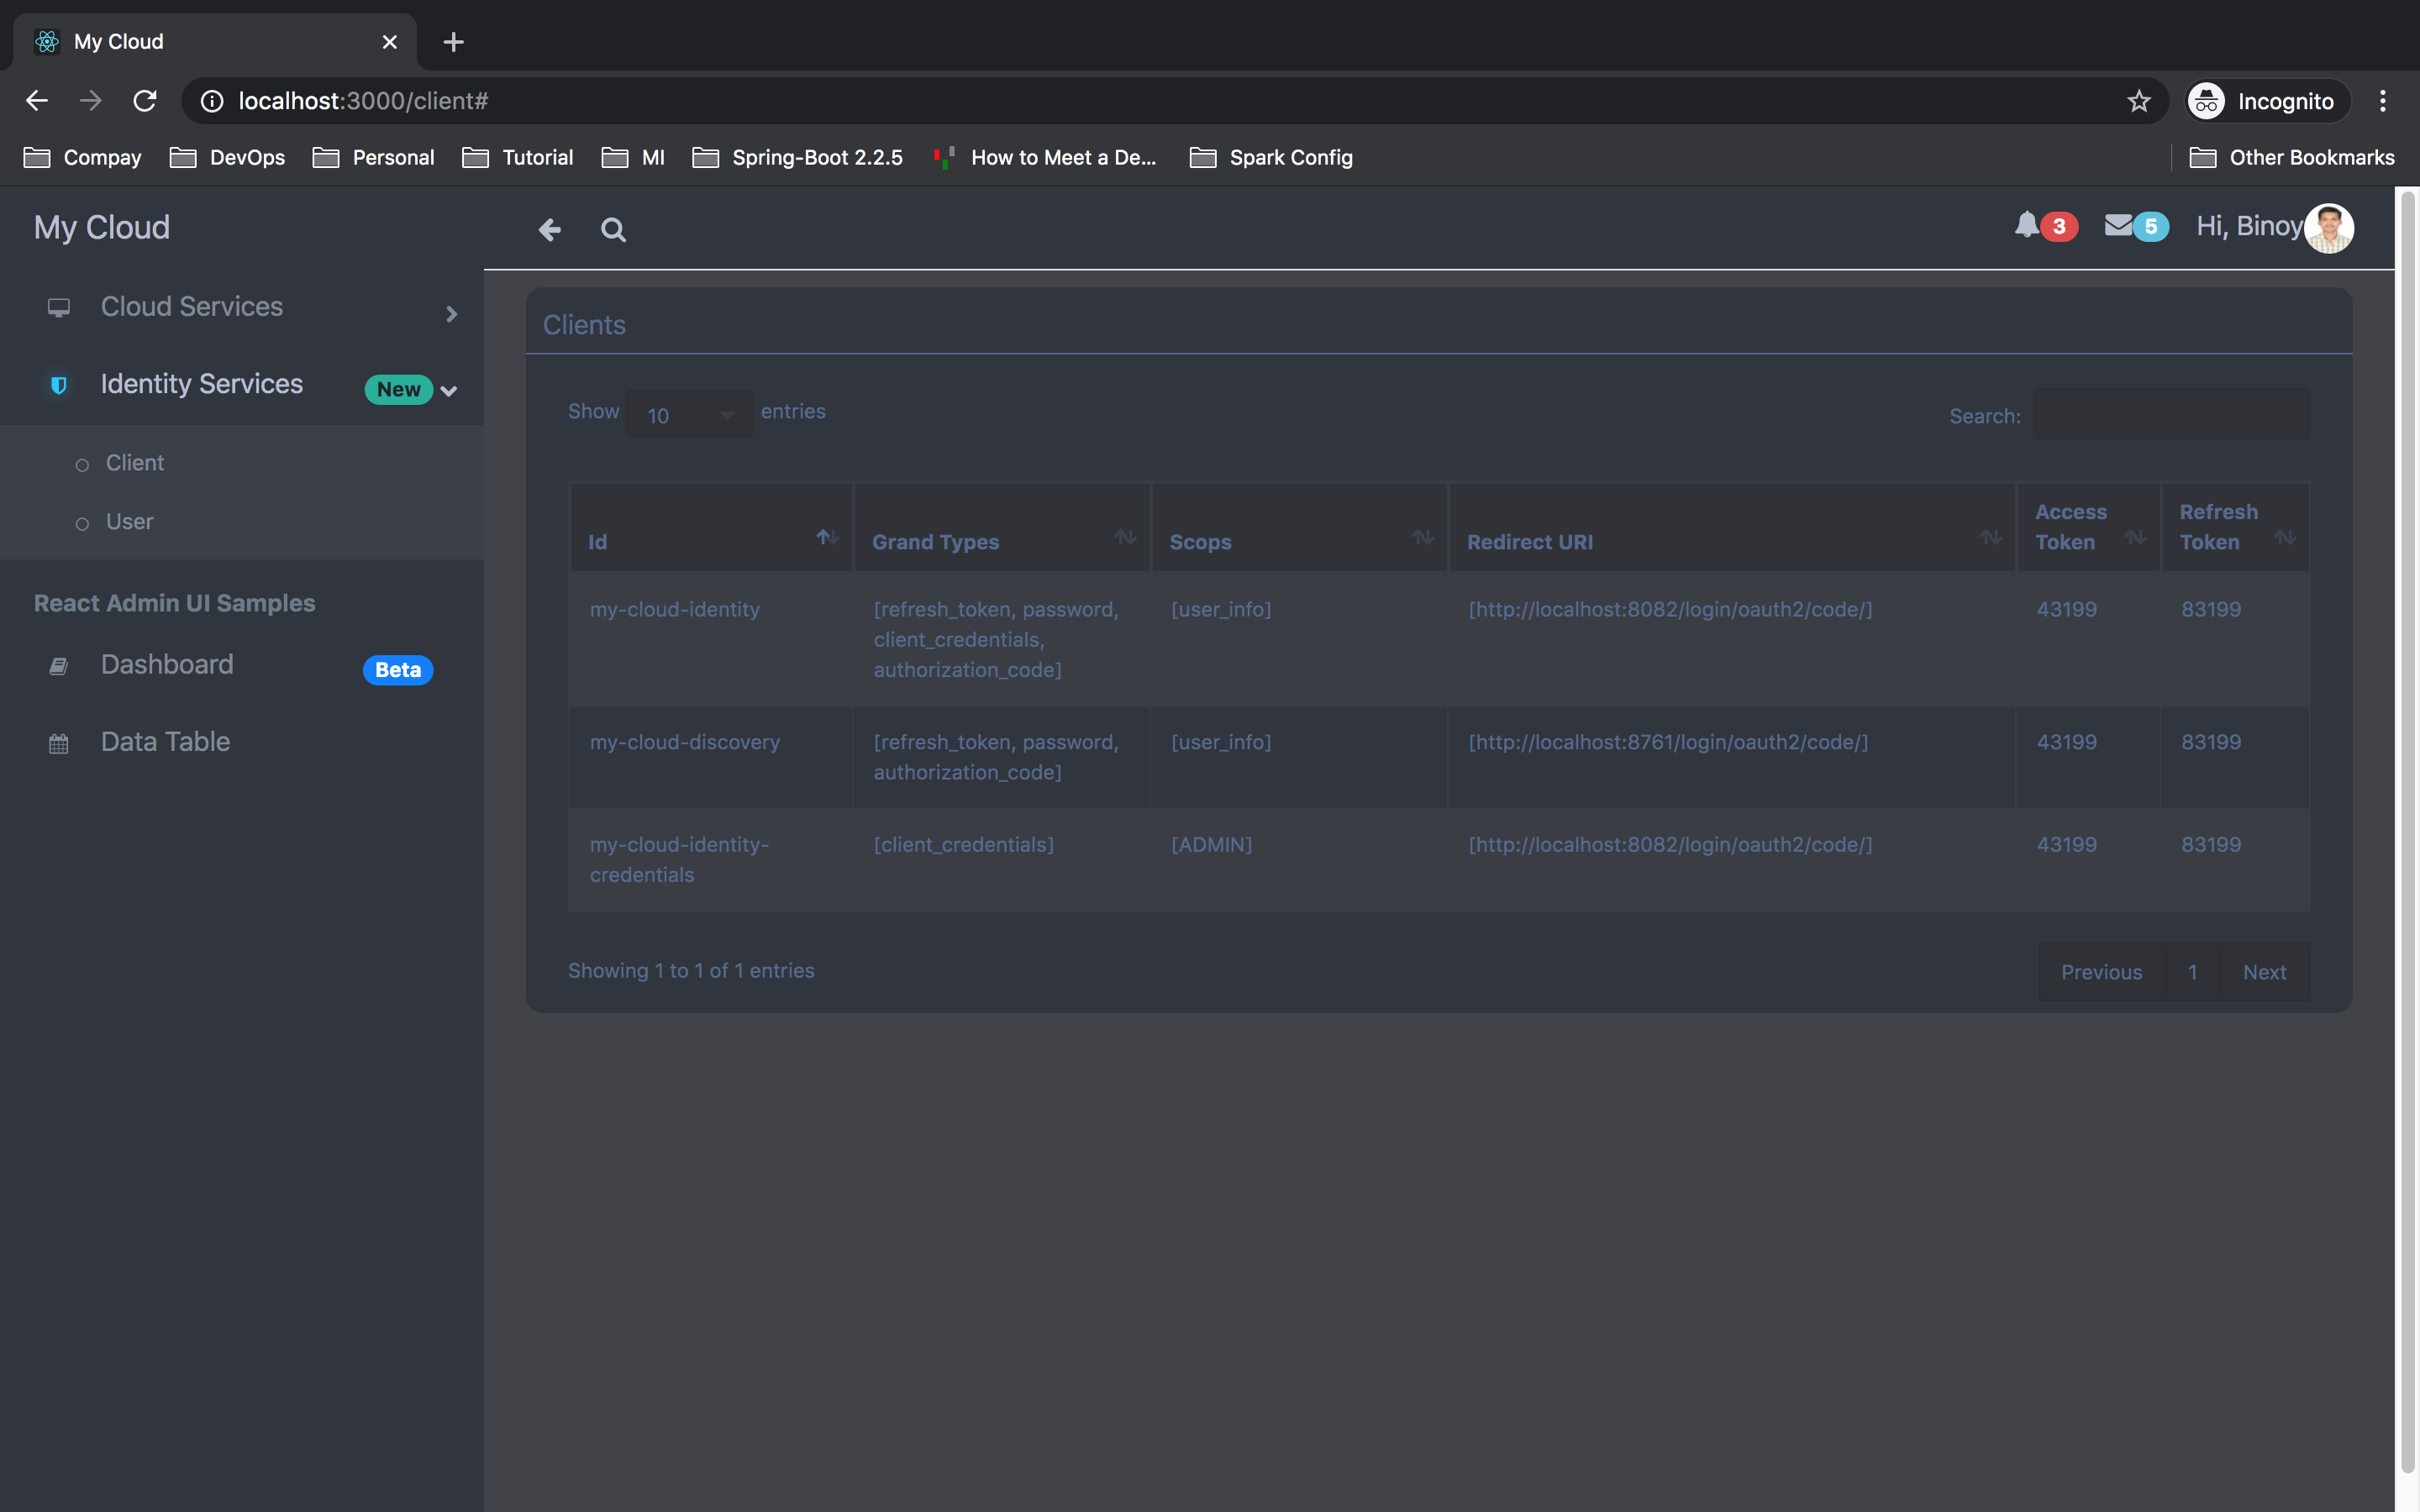 My Cloud
localhost:3000/client#
Incognito
Compay
DevOps
Personal
Tutorial
MI
Spring-Boot 2.2.5
How to Meet a De...
Spark Config
Other Bookmarks
My Cloud
3
5
Hi, Binoy
Cloud Services
Identity Services
New
Client
User
React Admin UI Samples
Dashboard
Beta
Data Table
Clients
Show 10 entries
Search:
Id
Grand Types
Scops
Redirect URI
Access
Token
Refresh
Token
my-cloud-identity
[refresh_token, password,
client_credentials,
authorization_code]
[user_info]
[http://localhost:8082/login/oauth2/code/]
43199
83199
my-cloud-discovery
[refresh_token, password,
authorization_code]
[user_info]
[http://localhost:8761/login/oauth2/code/]
43199
83199
my-cloud-identity-
credentials
[client_credentials]
[ADMIN]
[http://localhost:8082/login/oauth2/code/]
43199
83199
Showing 1 to 1 of 1 entries
Previous
1
Next